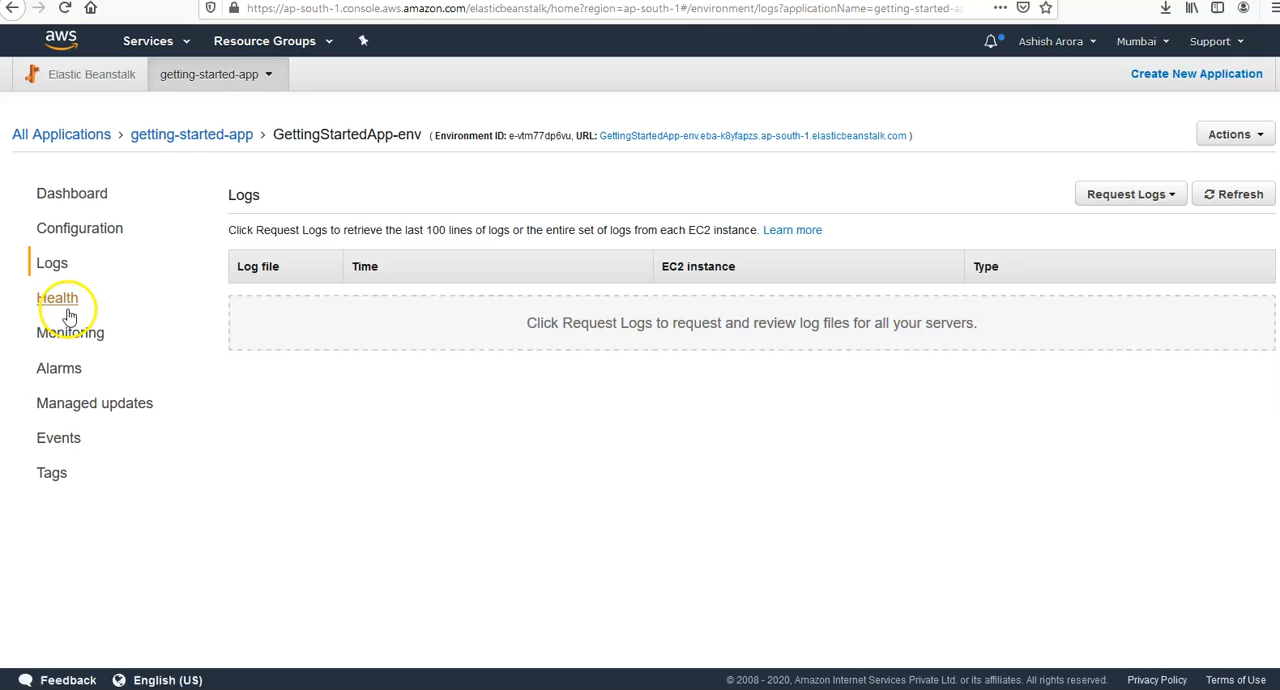 https://ap-south-1.console.aws.amazon.com/elasticbeanstalk/home?region=ap-south-1#/environment/logs?applicationName=getting-started-a
aws Services Resource Groups Ashish Arora Mumbai Support
Elastic Beanstalk getting-started-app Create New Application
All Applications > getting-started-app > GettingStartedApp-env ( Environment ID: e-vtm77dp6vu, URL: GettingStartedApp-env.eba-k8yfapzs.ap-south-1.elasticbeanstalk.com ) Actions
Dashboard
Configuration
Logs
Health
Monitoring
Alarms
Managed updates
Events
Tags
Logs Request Logs Refresh
Click Request Logs to retrieve the last 100 lines of logs or the entire set of logs from each EC2 instance. Learn more
Log file Time EC2 instance Type
Click Request Logs to request and review log files for all your servers.
Feedback English (US) © 2008 - 2020, Amazon Internet Services Private Ltd. or its affiliates. All rights reserved. Privacy Policy Terms of Use